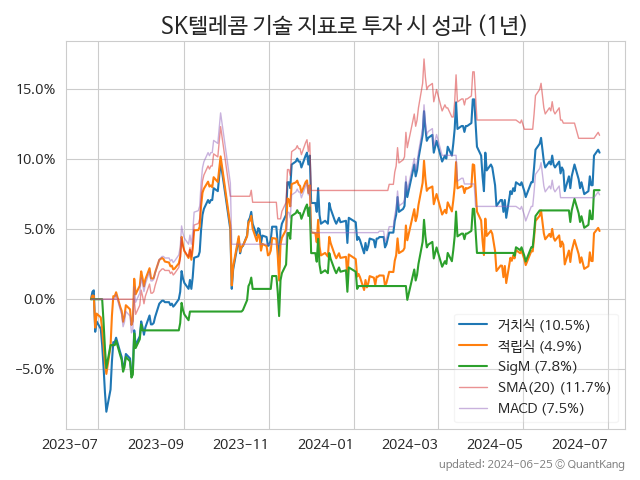 SK텔레콤 기술 지표로 투자 시 성과 (1년)
15.0%
10.0%
5.0%
0.0%
−5.0%
거치식 (10.5%)
적립식 (4.9%)
SigM (7.8%)
SMA(20) (11.7%)
MACD (7.5%)
2023-07
2023-09
2023-11
2024-01
2024-03
2024-05
2024-07
updated: 2024-06-25 ⓒ QuantKang